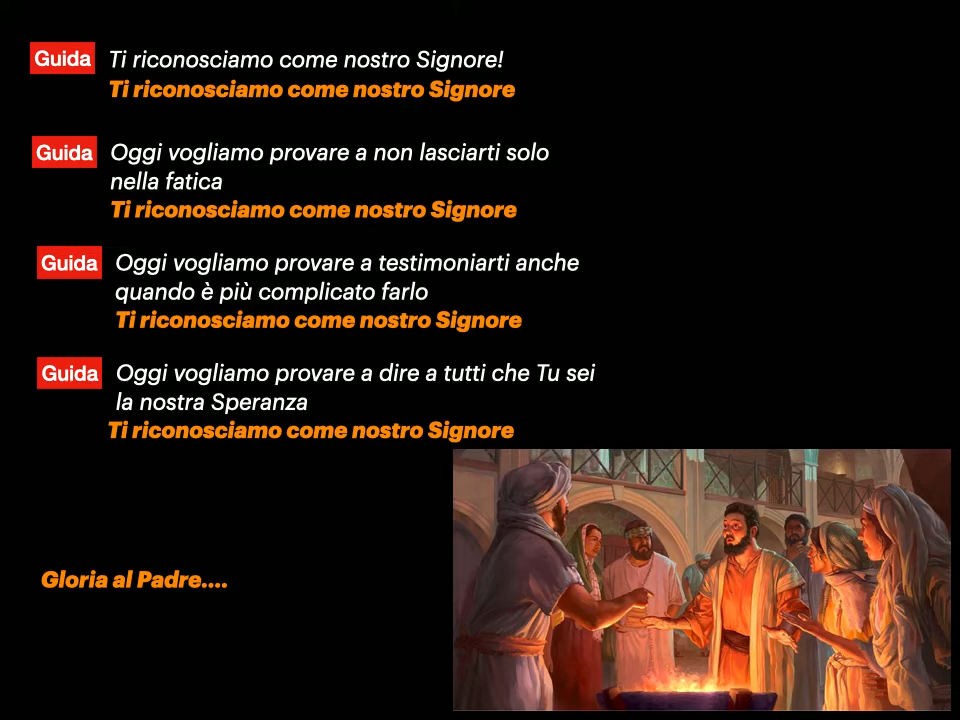 Guida Ti riconosciamo come nostro Signore!
Ti riconosciamo come nostro Signore
Guida Oggi vogliamo provare a non lasciarti solo
nella fatica
Ti riconosciamo come nostro Signore
Guida Oggi vogliamo provare a testimoniarti anche
quando è più complicato farlo
Ti riconosciamo come nostro Signore
Guida Oggi vogliamo provare a dire a tutti che Tu sei
la nostra Speranza
Ti riconosciamo come nostro Signore
Gloria al Padre....